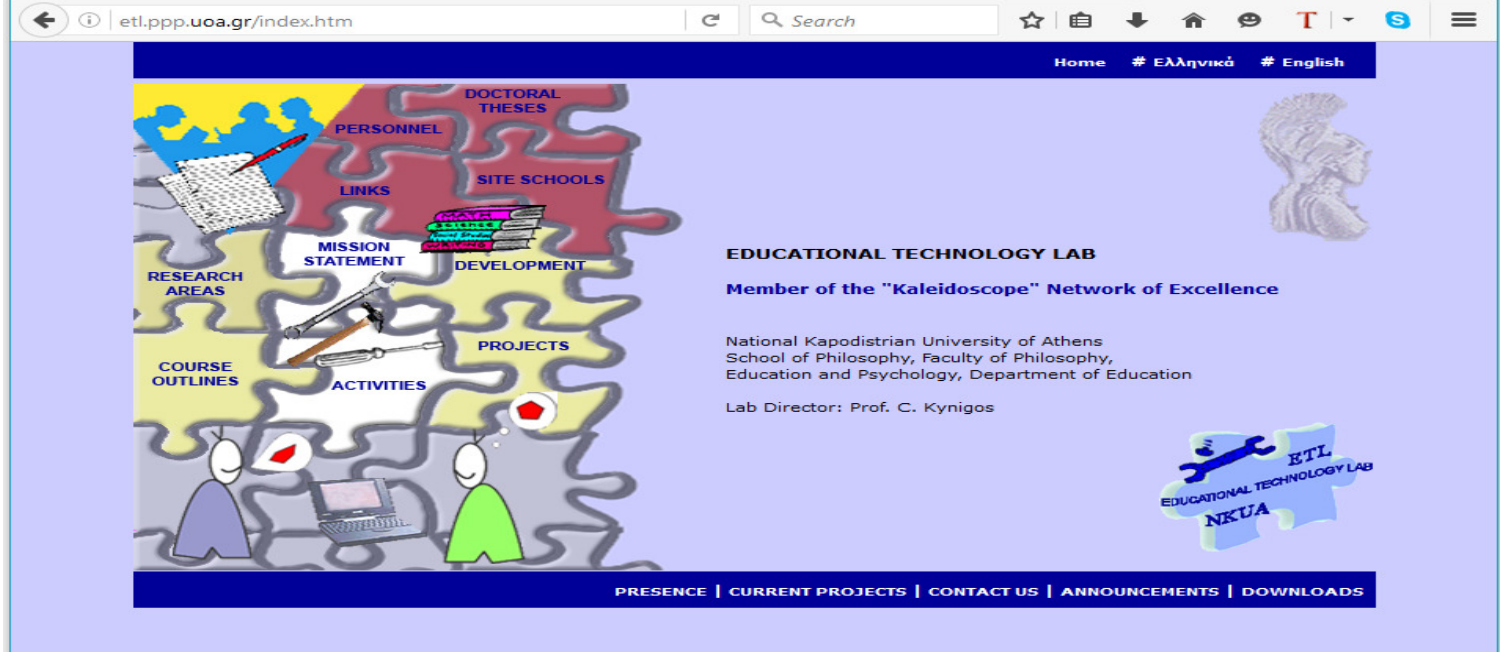 etl.ppp.uoa.gr/index.htm
Search
T
S
Home # Ελληνικά # English
DOCTORAL
THESES
PERSONNEL
LINKS
SITE SCHOOLS
MATH
Science
WRITING
MISSION
STATEMENT
DEVELOPMENT
RESEARCH
AREAS
PROJECTS
COURSE
OUTLINES
ACTIVITIES
EDUCATIONAL TECHNOLOGY LAB
Member of the "Kaleidoscope" Network of Excellence
National Kapodistrian University of Athens
School of Philosophy, Faculty of Philosophy,
Education and Psychology, Department of Education
Lab Director: Prof. C. Kynigos
ETL
EDUCATIONAL TECHNOLOGY LAB
NKUA
PRESENCE | CURRENT PROJECTS | CONTACT US | ANNOUNCEMENTS | DOWNLOADS